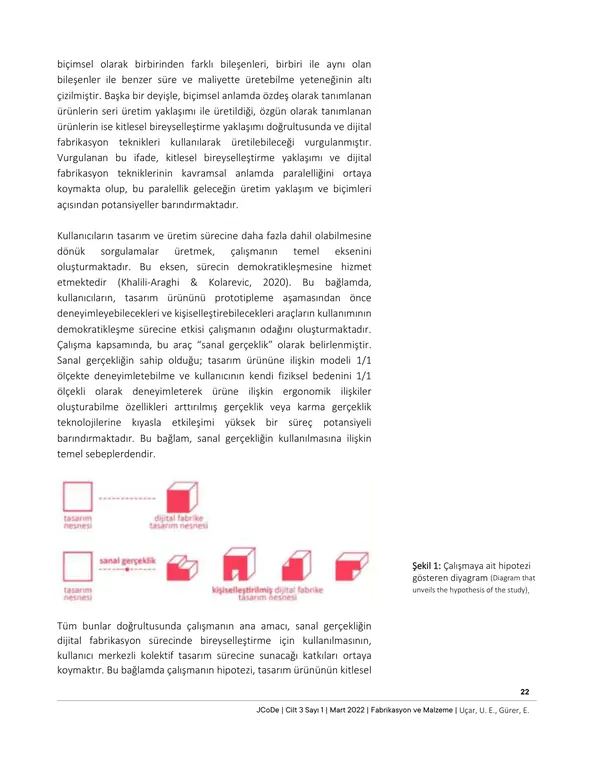 biçimsel olarak birbirinden farklı bileşenleri, birbiri ile aynı olan
bileşenler ile benzer süre ve maliyette üretebilme yeteneğinin altı
çizilmiştir. Başka bir deyişle, biçimsel anlamda özdeş olarak tanımlanan
ürünlerin seri üretim yaklaşımı ile üretildiği, özgün olarak tanımlanan
ürünlerin ise kitlesel bireyselleştirme yaklaşımı doğrultusunda ve dijital
fabrikasyon teknikleri kullanılarak üretilebileceği vurgulanmıştır.
Vurgulanan bu ifade, kitlesel bireyselleştirme yaklaşımı ve dijital
fabrikasyon tekniklerinin kavramsal anlamda paralelliğini ortaya
koymakta olup, bu paralellik geleceğin üretim yaklaşım ve biçimleri
açısından potansiyeller barındırmaktadır.
Kullanıcıların tasarım ve üretim sürecine daha fazla dahil olabilmesine
dönük sorgulamalar üretmek, çalışmanın temel eksenini
oluşturmaktadır. Bu eksen, sürecin demokratikleşmesine hizmet
etmektedir (Khalili-Araghi & Kolarevic, 2020). Bu bağlamda,
kullanıcıların, tasarım ürününü prototipleme aşamasından önce
deneyimleyebilecekleri ve kişiselleştirebilecekleri araçların kullanımının
demokratikleşme sürecine etkisi çalışmanın odağını oluşturmaktadır.
Çalışma kapsamında, bu araç “sanal gerçeklik” olarak belirlenmiştir.
Sanal gerçekliğin sahip olduğu; tasarım ürününe ilişkin modeli 1/1
ölçekte deneyimletebilme ve kullanıcının kendi fiziksel bedenini 1/1
ölçekli olarak deneyimleterek ürüne ilişkin ergonomik ilişkiler
oluşturabilme özellikleri arttırılmış gerçeklik veya karma gerçeklik
teknolojilerine kıyasla etkileşimi yüksek bir süreç potansiyeli
barındırmaktadır. Bu bağlam, sanal gerçekliğin kullanılmasına ilişkin
temel sebeplerdendir.
tasarım
nesnesi
dijital fabrike
tasarım nesnesi
sanal gerçeklik
tasarım
nesnesi
kişiselleştirilmiş dijital fabrike
tasarım nesnesi
Şekil 1: Çalışmaya ait hipotezi
gösteren diyagram (Diagram that
unveils the hypothesis of the study),
Tüm bunlar doğrultusunda çalışmanın ana amacı, sanal gerçekliğin
dijital fabrikasyon sürecinde bireyselleştirme için kullanılmasının,
kullanıcı merkezli kolektif tasarım sürecine sunacağı katkıları ortaya
koymaktır. Bu bağlamda çalışmanın hipotezi, tasarım ürününün kitlesel
22
JCoDe | Cilt 3 Sayı 1 | Mart 2022 | Fabrikasyon ve Malzeme | Uçar, U. E., Gürer, E.